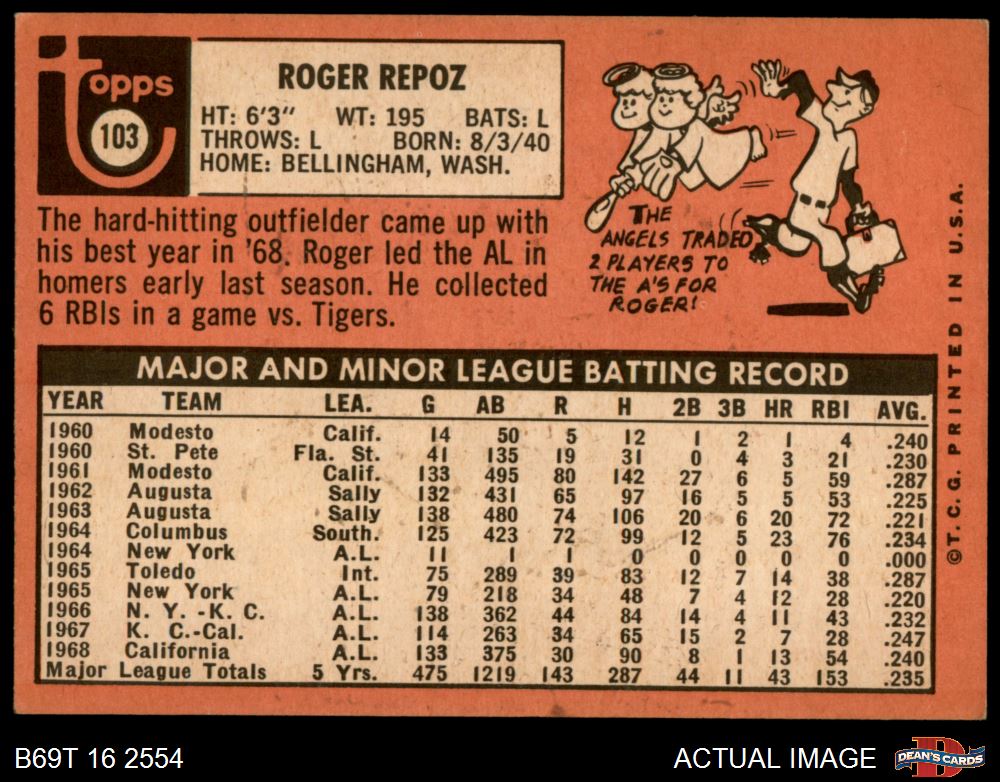 topps
103
ROGER REPOZ
HT: 6'3" WT: 195 BATS: L
THROWS: L BORN: 8/3/40
HOME: BELLINGHAM, WASH.
The hard-hitting outfielder came up with
his best year in '68. Roger led the AL in
homers early last season. He collected
6 RBIs in a game vs. Tigers.
THE
ANGELS TRADED
2 PLAYERS TO
THE A'S FOR
ROGER!
MAJOR AND MINOR LEAGUE BATTING RECORD
YEAR TEAM LEA. G AB R H 2B 3B HR RBI AVG.
1960 Modesto Calif. 14 50 5 12 1 2 1 4 .240
1960 St. Pete Fla. St. 41 135 19 31 0 4 3 21 .230
1961 Modesto Calif. 133 495 80 142 27 6 5 59 .287
1962 Augusta Sally 132 431 65 97 16 5 5 53 .225
1963 Augusta Sally 138 480 74 106 20 6 20 72 .221
1964 Columbus South. 125 423 72 99 12 5 23 76 .234
1964 New York A.L. 11 1 1 0 0 0 0 0 .000
1965 Toledo Int. 75 289 39 83 12 7 14 38 .287
1965 New York A.L. 79 218 34 48 7 4 12 28 .220
1966 N. Y. -K. C. A.L. 138 362 44 84 14 4 11 43 .232
1967 K. C.-Cal. A.L. 114 263 34 65 15 2 7 28 .247
1968 California A.L. 133 375 30 90 8 1 13 54 .240
Major League Totals 5 Yrs. 475 1219 143 287 44 11 43 153 .235
©T. C. G. PRINTED IN U.S.A.
B69T 16 2554
ACTUAL IMAGE
D
DEAN'S CARDS